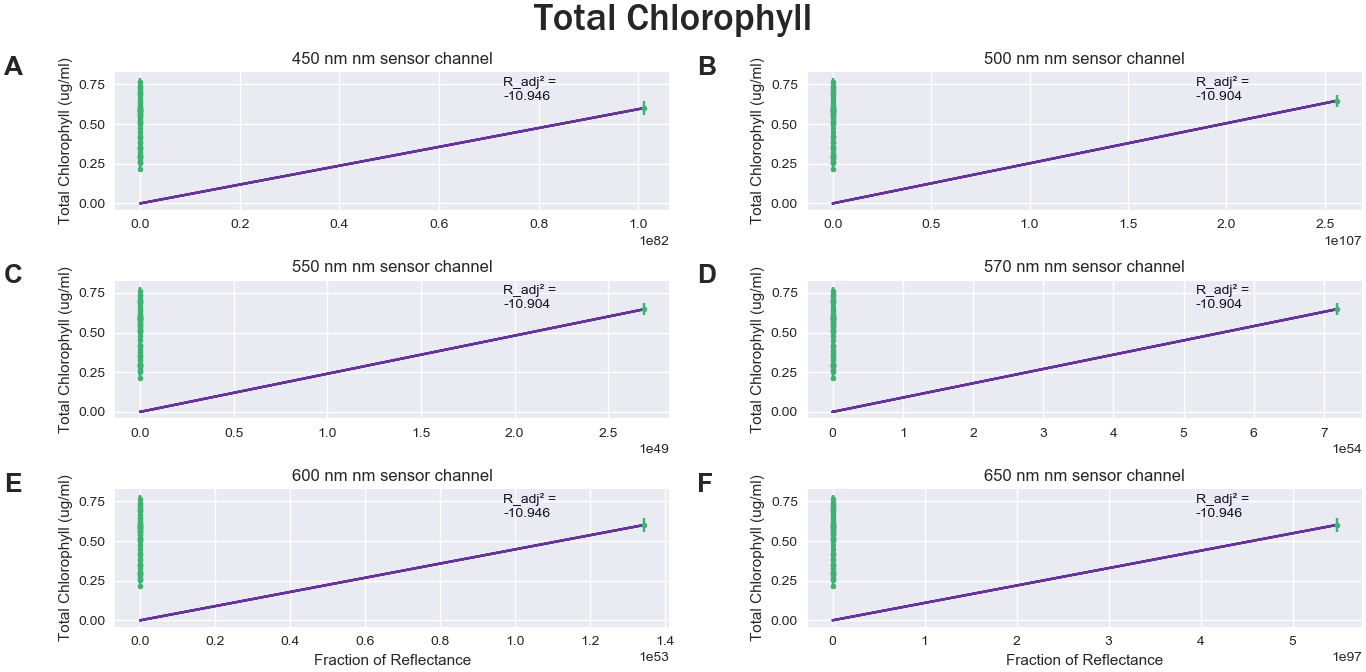 Total Chlorophyll
A
450 nm nm sensor channel
Total Chlorophyll (ug/ml)
0.75
0.50
0.25
0.00
R_adj² =
-10.946
0.0 0.2 0.4 0.6 0.8 1.0
1e82
B
500 nm nm sensor channel
Total Chlorophyll (ug/ml)
0.75
0.50
0.25
0.00
R_adj² =
-10.904
0.0 0.5 1.0 1.5 2.0 2.5
1e107
C
550 nm nm sensor channel
Total Chlorophyll (ug/ml)
0.75
0.50
0.25
0.00
R_adj² =
-10.904
0.0 0.5 1.0 1.5 2.0 2.5
1e49
D
570 nm nm sensor channel
Total Chlorophyll (ug/ml)
0.75
0.50
0.25
0.00
R_adj² =
-10.904
0 1 2 3 4 5 6 7
1e54
E
600 nm nm sensor channel
Total Chlorophyll (ug/ml)
0.75
0.50
0.25
0.00
R_adj² =
-10.946
0.0 0.2 0.4 0.6 0.8 1.0 1.2 1.4
1e53
Fraction of Reflectance
F
650 nm nm sensor channel
Total Chlorophyll (ug/ml)
0.75
0.50
0.25
0.00
R_adj² =
-10.946
0 1 2 3 4 5
1e97
Fraction of Reflectance